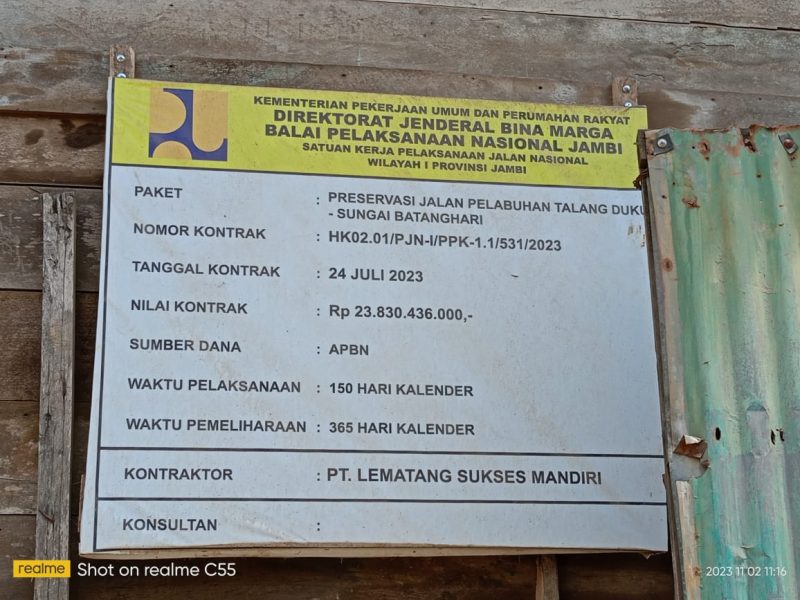 KEMENTERIAN PEKERJAAN UMUM DAN PERUMAHAN RAKYAT
DIREKTORAT JENDERAL BINA MARGA
BALAI PELAKSANAAN NASIONAL JAMBI
SATUAN KERJA PELAKSANAAN JALAN NASIONAL
WILAYAH I PROVINSI JAMBI
PAKET : PRESERVASI JALAN PELABUHAN TALANG DUKU
- SUNGAI BATANGHARI
NOMOR KONTRAK : HK02.01/PJN-I/PPK-1.1/531/2023
TANGGAL KONTRAK : 24 JULI 2023
NILAI KONTRAK : Rp 23.830.436.000,-
SUMBER DANA : APBN
WAKTU PELAKSANAAN : 150 HARI KALENDER
WAKTU PEMELIHARAAN : 365 HARI KALENDER
KONTRAKTOR : PT. LEMATANG SUKSES MANDIRI
KONSULTAN :
realme Shot on realme C55
2023 11 02 11:16